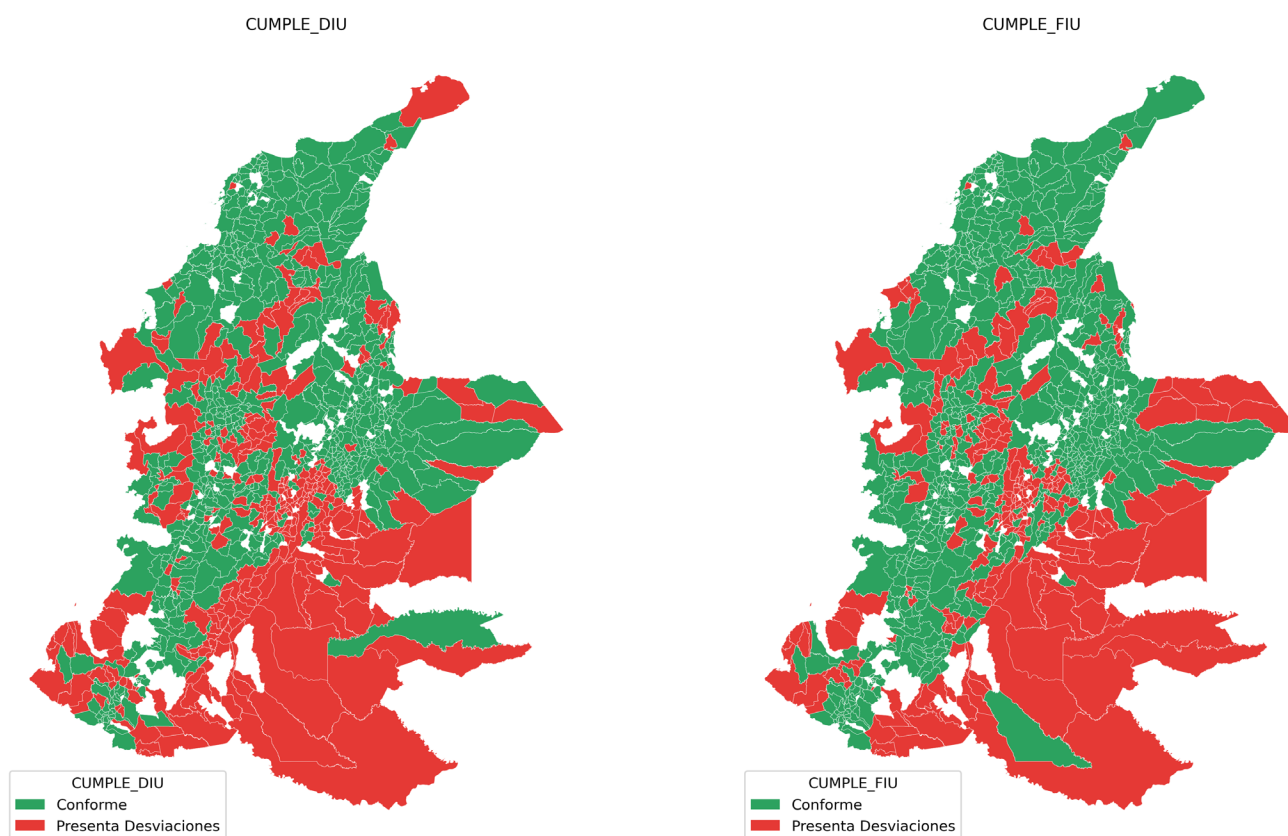 CUMPLE_DIU
CUMPLE_FIU
CUMPLE_DIU
Conforme
Presenta Desviaciones
CUMPLE_FIU
Conforme
Presenta Desviaciones